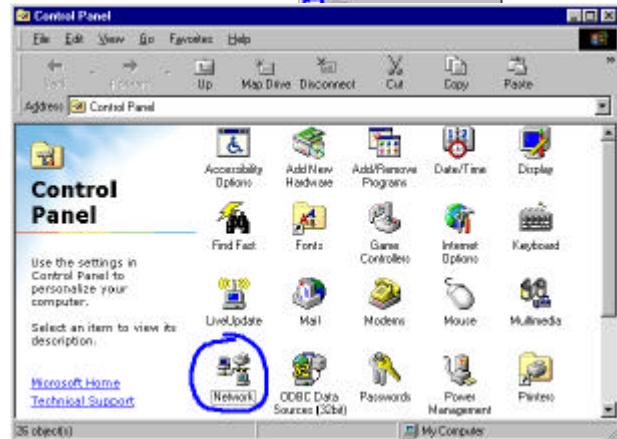 Control Panel
File Edit View Go Favorites Help
Up Map Drive Disconnect Cut Copy Paste
Address Control Panel
Control
Panel
Use the settings in
Control Panel to
personalize your
computer.
Select an item to view its
description.
Microsoft Home
Technical Support
Accessibility
Options
Add New
Hardware
Add/Remove
Programs
Date/Time
Display
Find Fast
Fonts
Game
Controllers
Internet
Options
Keyboard
LiveUpdate
Mail
Modems
Mouse
Multimedia
Network
ODBC Data
Sources (32bit)
Passwords
Power
Management
Printers
26 object(s)
My Computer